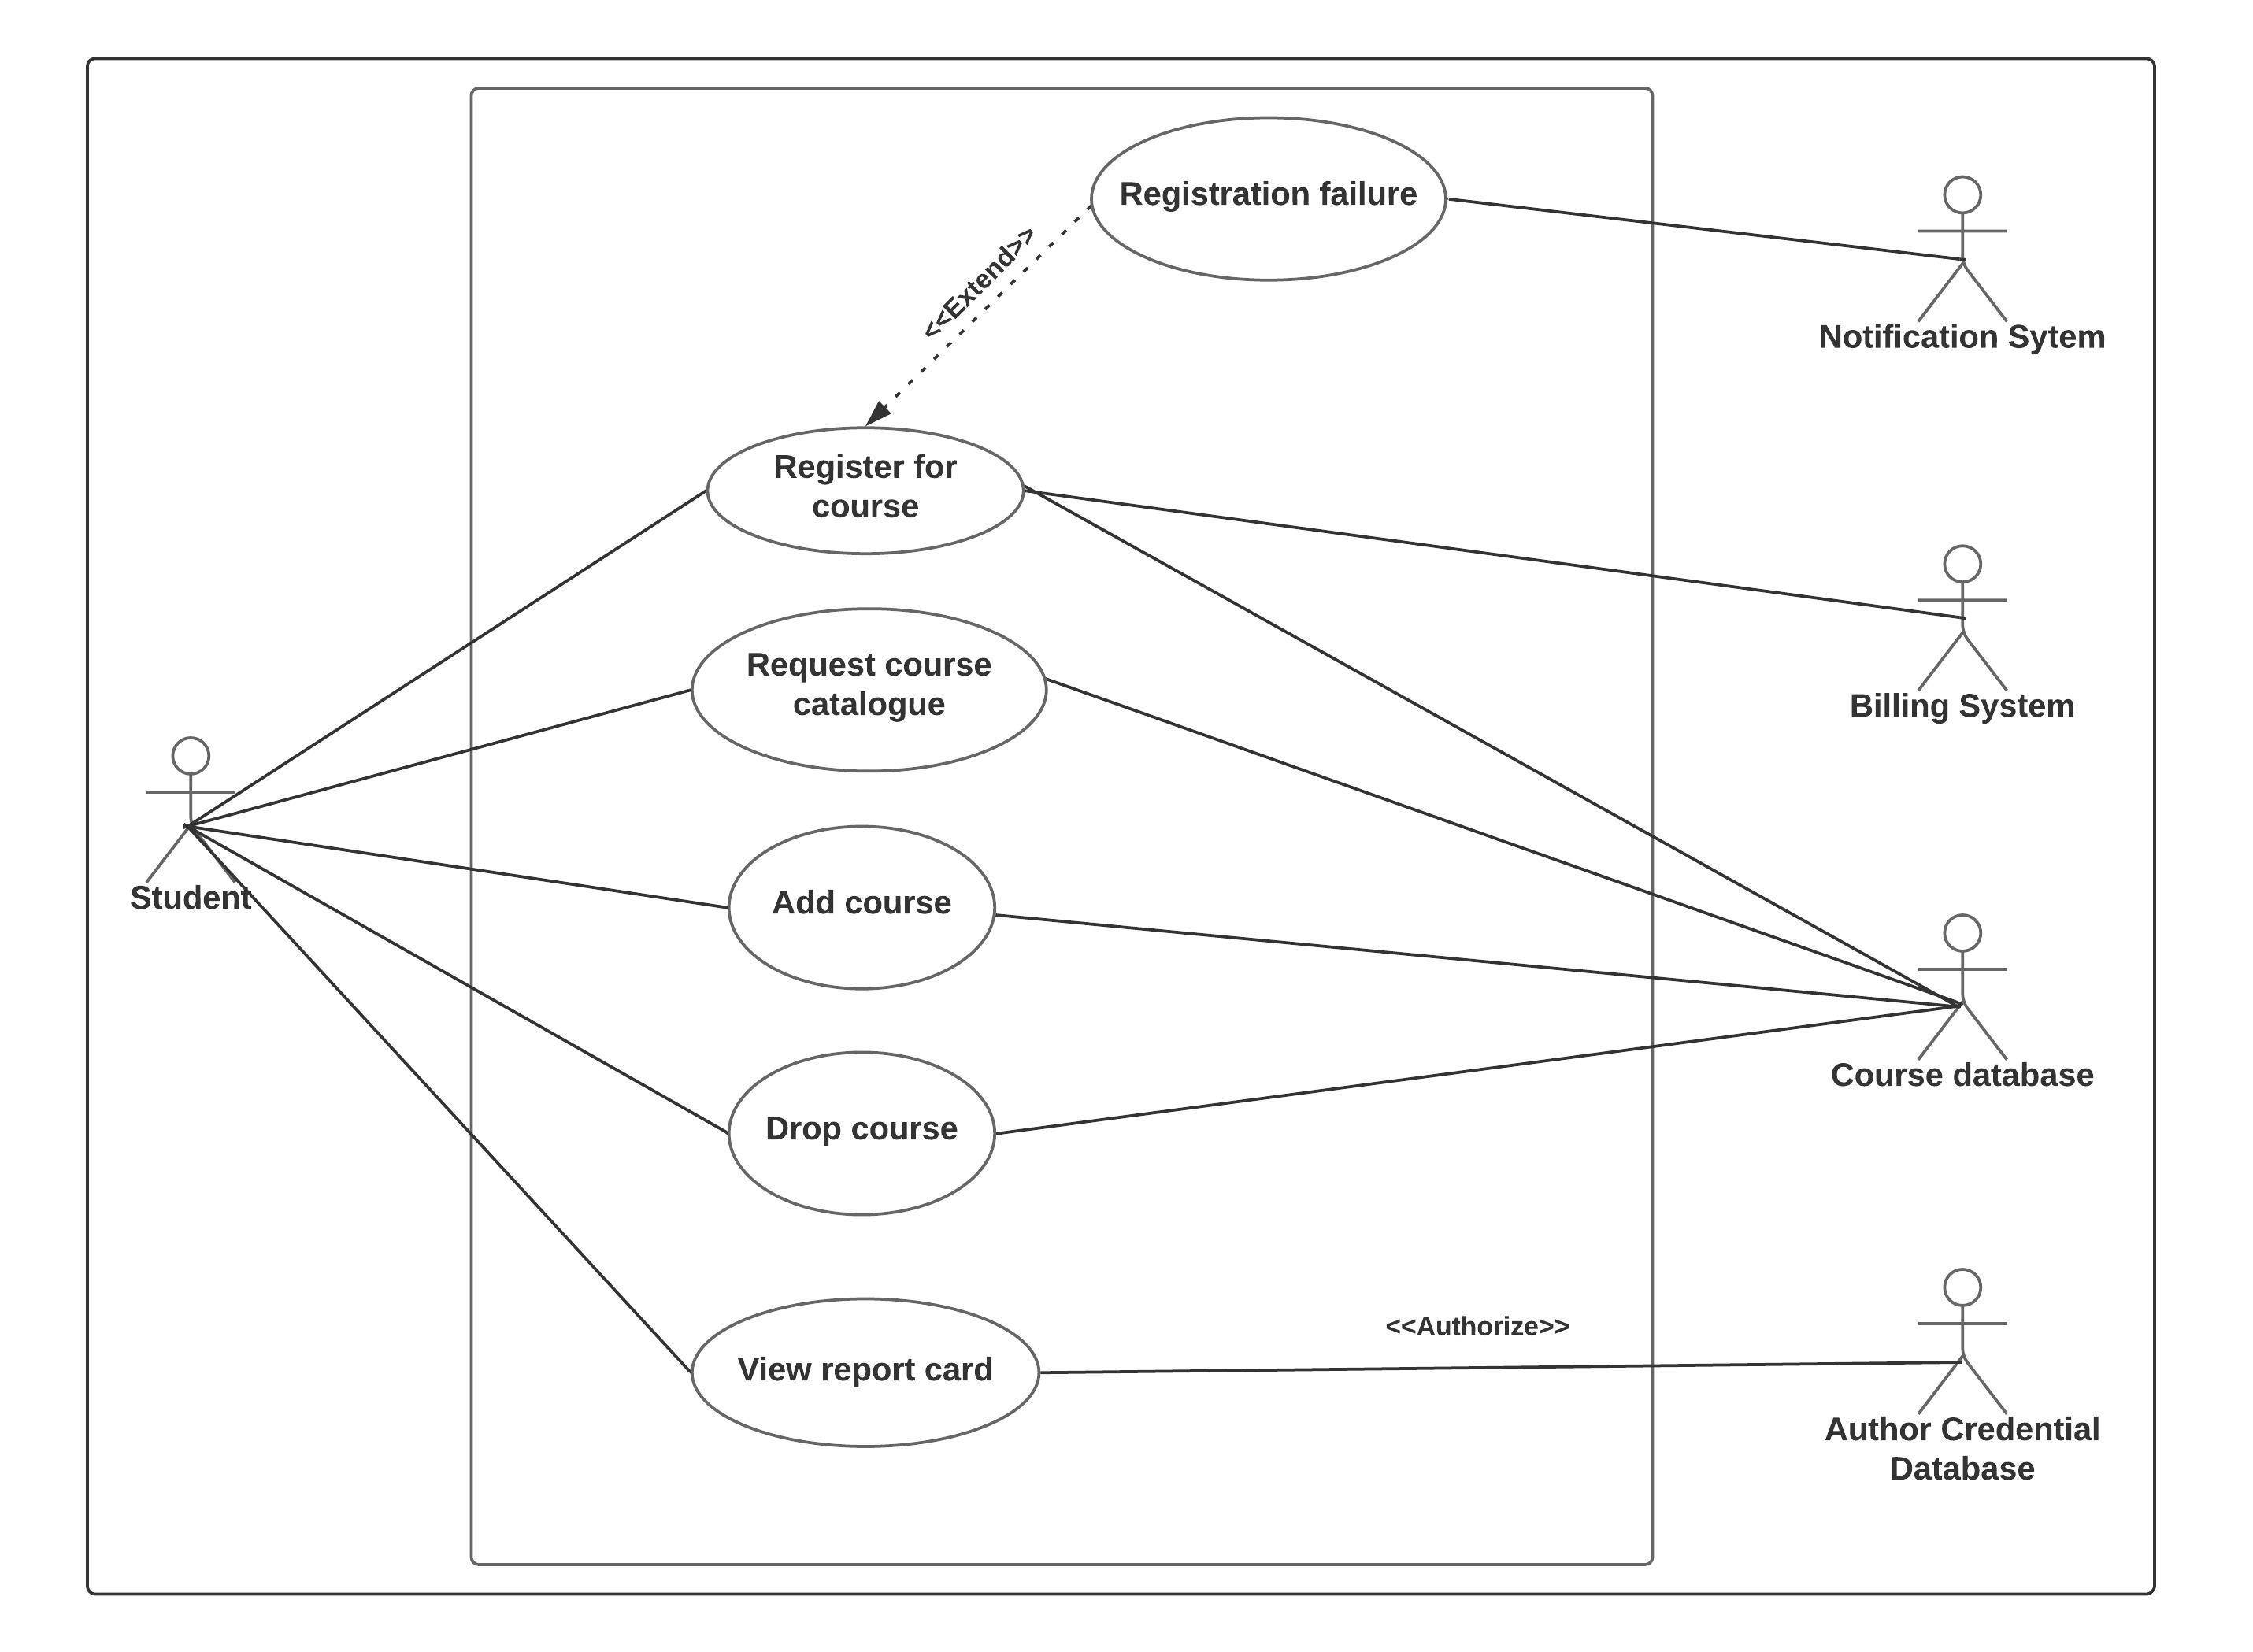 Registration failure
<<Extend>>
Notification Sytem
Register for
course
Request course
catalogue
Billing System
Student
Add course
Course database
Drop course
<<Authorize>>
View report card
Author Credential
Database